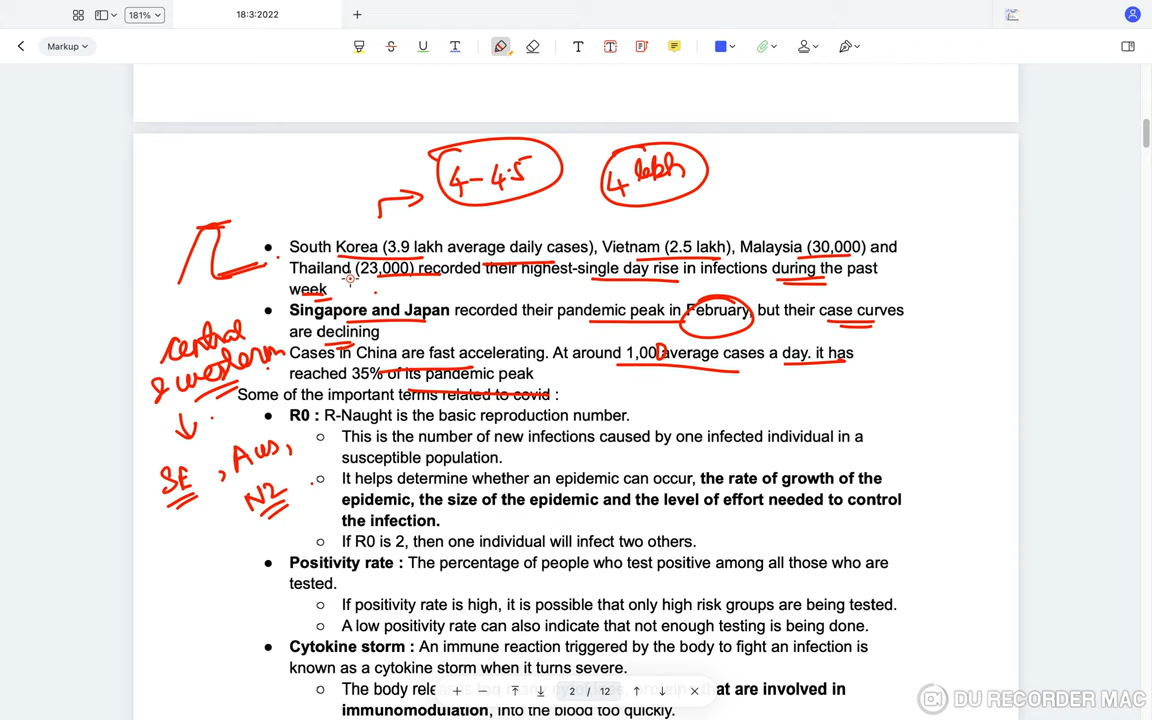 181%
18:3:2022
Markup
4-4.5
4 lakh
South Korea (3.9 lakh average daily cases), Vietnam (2.5 lakh), Malaysia (30,000) and
Thailand (23,000) recorded their highest-single day rise in infections during the past
week
Singapore and Japan recorded their pandemic peak in February, but their case curves
are declining
Cases in China are fast accelerating. At around 1,000 average cases a day. it has
reached 35% of its pandemic peak
central
& western
SE, Aus,
NZ
Some of the important terms related to covid :
R0 : R-Naught is the basic reproduction number.
This is the number of new infections caused by one infected individual in a
susceptible population.
It helps determine whether an epidemic can occur, the rate of growth of the
epidemic, the size of the epidemic and the level of effort needed to control
the infection.
If R0 is 2, then one individual will infect two others.
Positivity rate : The percentage of people who test positive among all those who are
tested.
If positivity rate is high, it is possible that only high risk groups are being tested.
A low positivity rate can also indicate that not enough testing is being done.
Cytokine storm : An immune reaction triggered by the body to fight an infection is
known as a cytokine storm when it turns severe.
The body that are involved in
immunomodulation, into the blood too quickly.
2 / 12
DU RECORDER MAC